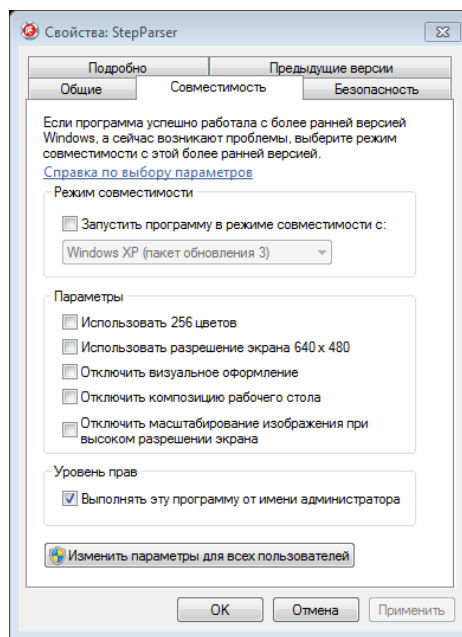 Свойства: StepParser
Подробно
Предыдущие версии
Общие
Совместимость
Безопасность
Если программа успешно работала с более ранней версией
Windows, а сейчас возникают проблемы, выберите режим
совместимости с этой более ранней версией.
Справка по выбору параметров
Режим совместимости
Запустить программу в режиме совместимости с:
Windows XP (пакет обновления 3)
Параметры
Использовать 256 цветов
Использовать разрешение экрана 640 x 480
Отключить визуальное оформление
Отключить композицию рабочего стола
Отключить масштабирование изображения при
высоком разрешении экрана
Уровень прав
Выполнять эту программу от имени администратора
Изменить параметры для всех пользователей
ОК
Отмена
Применить